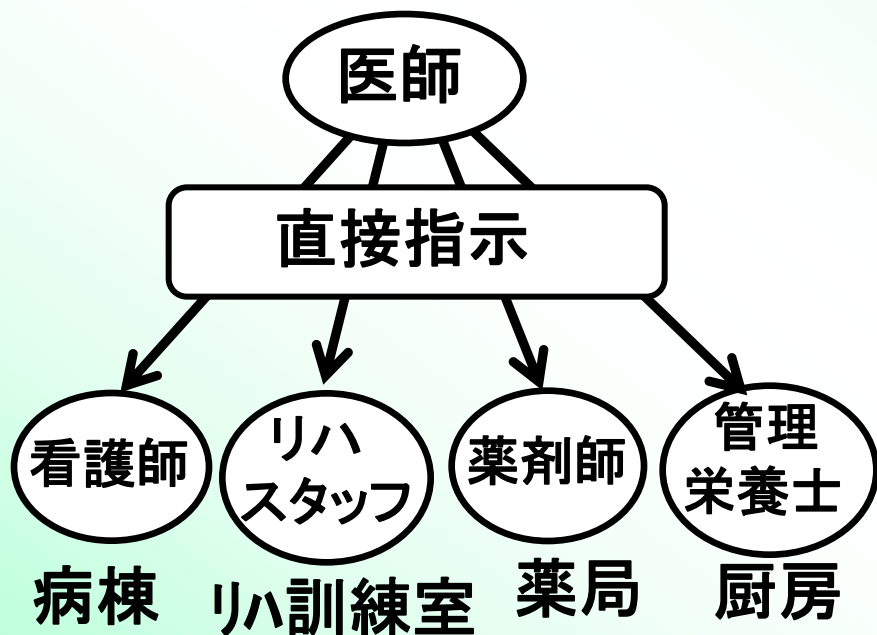 医師
直接指示
看護師
リハ
スタッフ
薬剤師
管理
栄養士
病棟
リハ訓練室
薬局
厨房